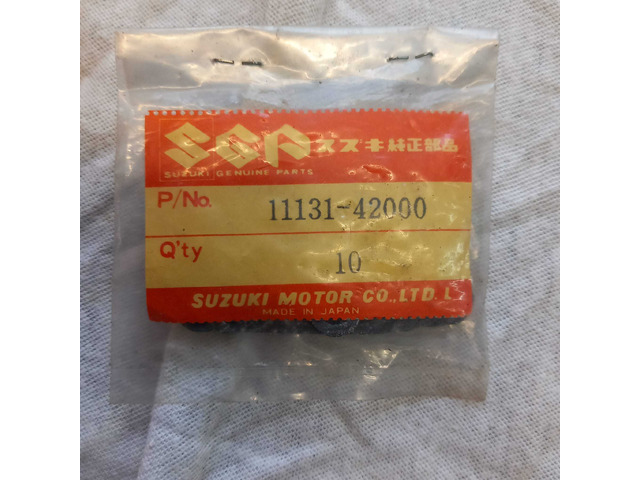 SGP スズキ純正部品
SUZUKI GENUINE PARTS
P/No. 11131-42000
Q'ty 10
SUZUKI MOTOR CO.,LTD.
MADE IN JAPAN